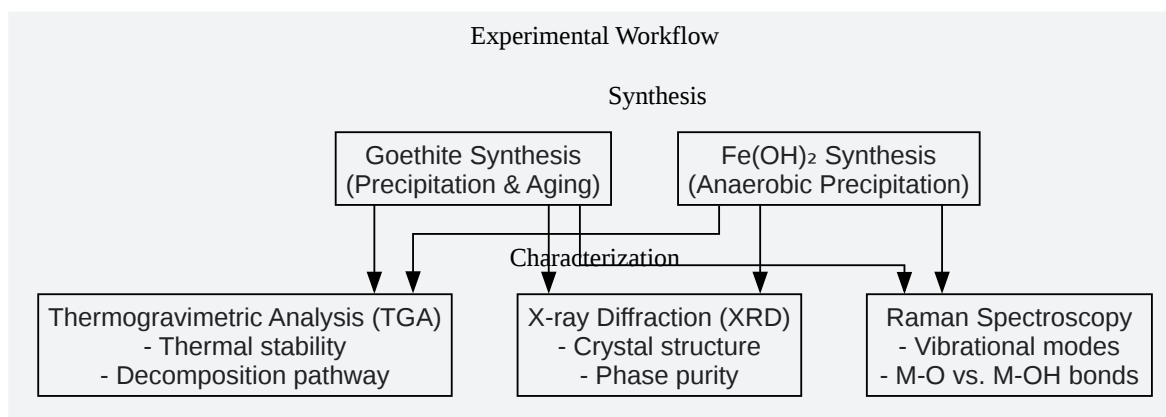 Experimental Workflow
Synthesis
Goethite Synthesis
(Precipitation & Aging)
Fe(OH)₂ Synthesis
(Anaerobic Precipitation)
Characterization
Thermogravimetric Analysis (TGA)
- Thermal stability
- Decomposition pathway
X-ray Diffraction (XRD)
- Crystal structure
- Phase purity
Raman Spectroscopy
- Vibrational modes
- M-O vs. M-OH bonds